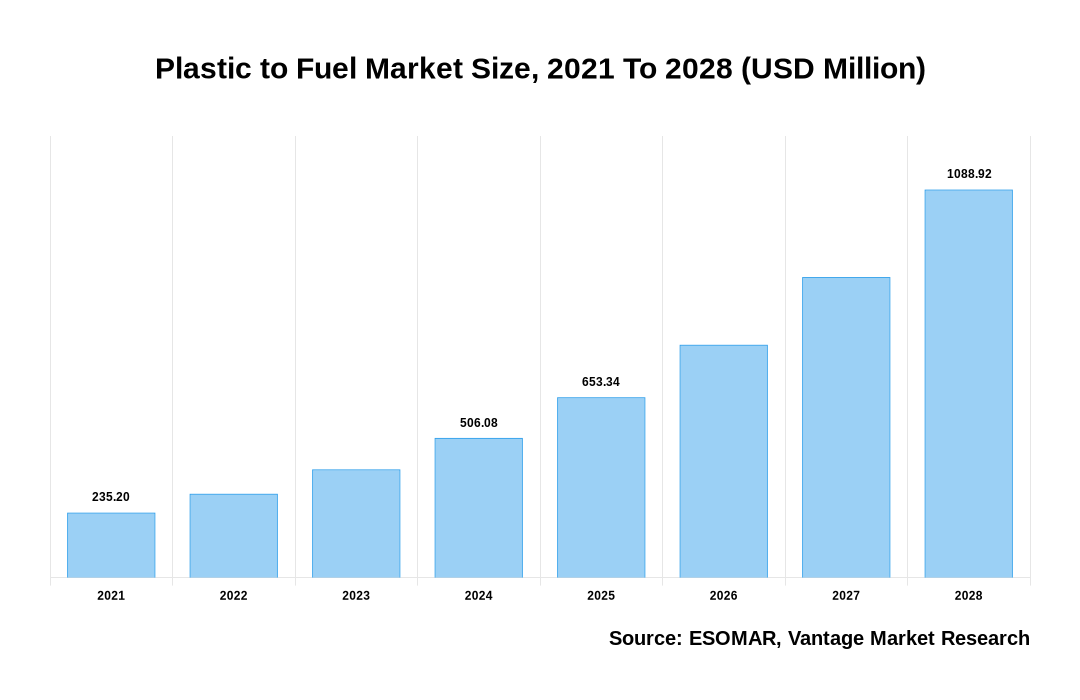 Plastic to Fuel Market Size, 2021 To 2028 (USD Million)
1088.92
653.34
506.08
235.20
2021 2022 2023 2024 2025 2026 2027 2028
Source: ESOMAR, Vantage Market Research